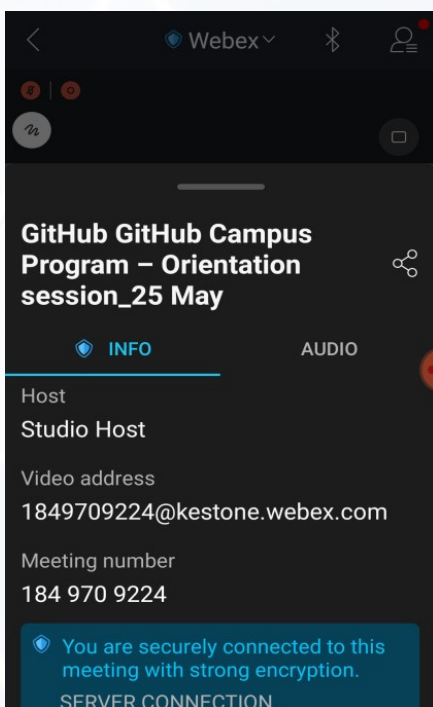 Webex
GitHub GitHub Campus
Program – Orientation
session_25 May
INFO
AUDIO
Host
Studio Host
Video address
1849709224@kestone.webex.com
Meeting number
184 970 9224
You are securely connected to this
meeting with strong encryption.
SERVER CONNECTION